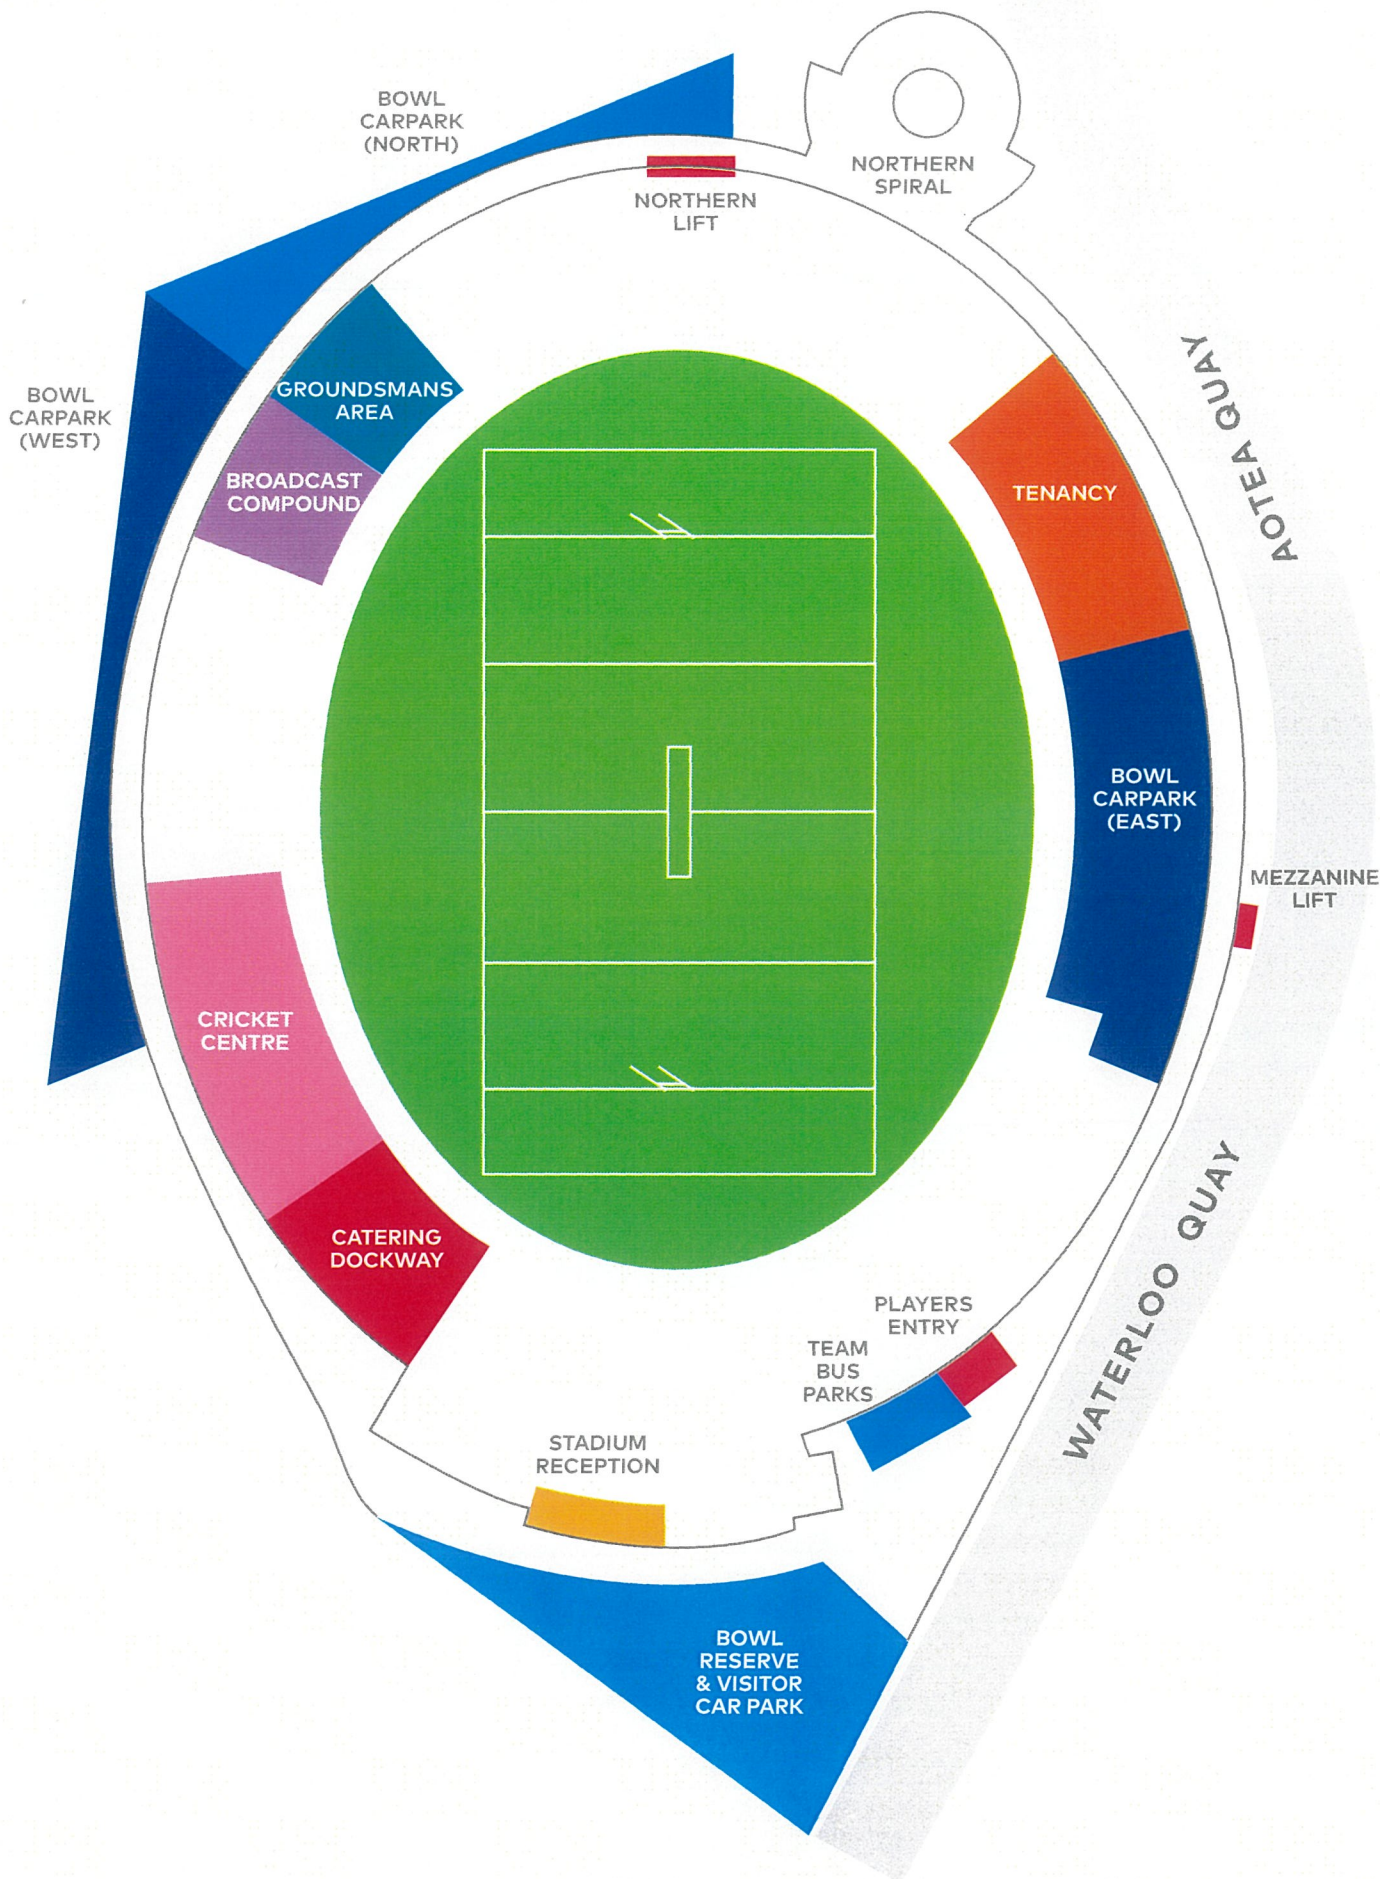 BOWL
CARPARK
(NORTH)
NORTHERN
SPIRAL
NORTHERN
LIFT
BOWL
CARPARK
(WEST)
GROUNDSMANS
AREA
BROADCAST
COMPOUND
TENANCY
AOTEA QUAY
BOWL
CARPARK
(EAST)
MEZZANINE
LIFT
CRICKET
CENTRE
CATERING
DOCKWAY
WATERLOO QUAY
PLAYERS
ENTRY
TEAM
BUS
PARKS
STADIUM
RECEPTION
BOWL
RESERVE
& VISITOR
CAR PARK